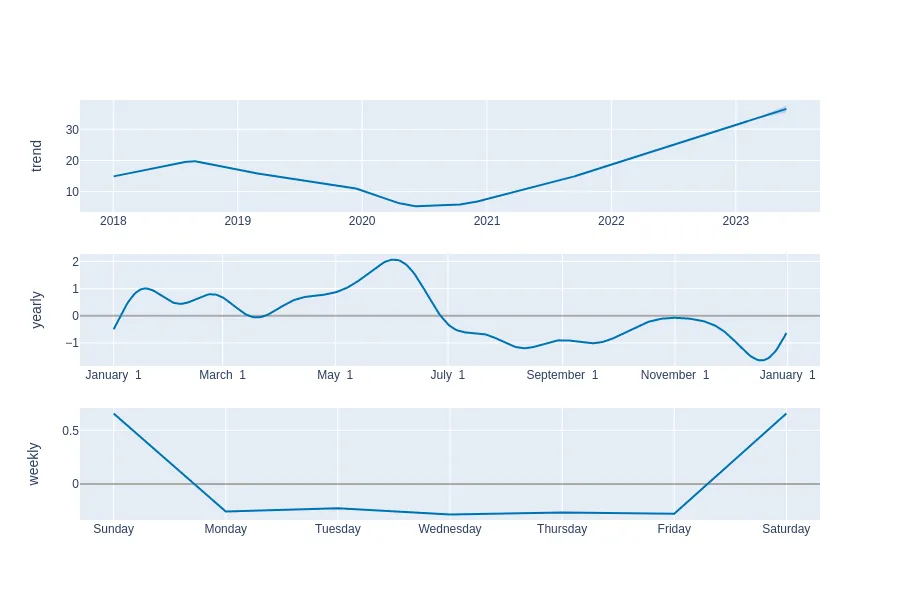 trend
30
20
10
2018 2019 2020 2021 2022 2023
yearly
2
1
0
−1
January 1 March 1 May 1 July 1 September 1 November 1 January 1
weekly
0.5
0
Sunday Monday Tuesday Wednesday Thursday Friday Saturday